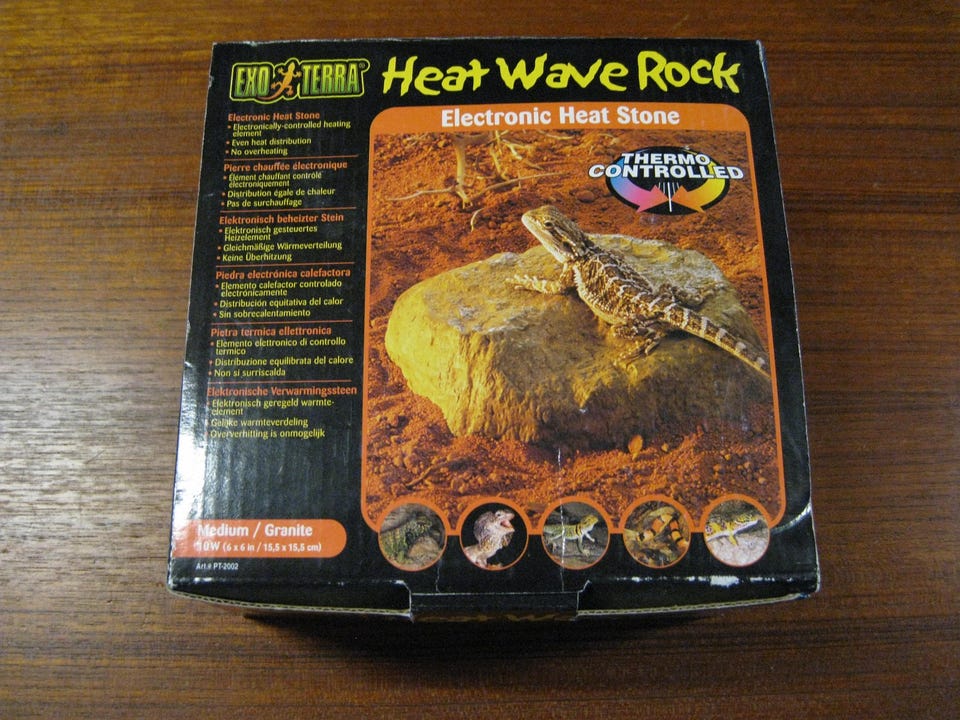 EXO TERRA®
Heat Wave Rock
Electronic Heat Stone
THERMO
CONTROLLED
Electronic Heat Stone
• Electronically-controlled heating
element
• Even heat distribution
• No overheating
Pierre chauffée électronique
• Élément chauffant contrôlé
électroniquement
• Distribution égale de chaleur
• Pas de surchauffage
Elektronisch beheizter Stein
• Elektronisch gesteuertes
Heizelement
• Gleichmäßige Wärmeverteilung
• Keine Überhitzung
Piedra electrónica calefactora
• Elemento calefactor controlado
electrónicamente
• Distribución equitativa del calor
• Sin sobrecalentamiento
Pietra termica ellettronica
• Elemento elettronico di controllo
termico
• Distribuzione equilibrata del calore
• Non si surriscalda
Elektronische Verwarmingssteen
• Elektronisch geregeld warmte-
element
• Gelijke warmteverdeling
• Oververhitting is onmogelijk
Medium / Granite
10W (6 x 6 in / 15,5 x 15,5 cm)
Art.# PT-2002